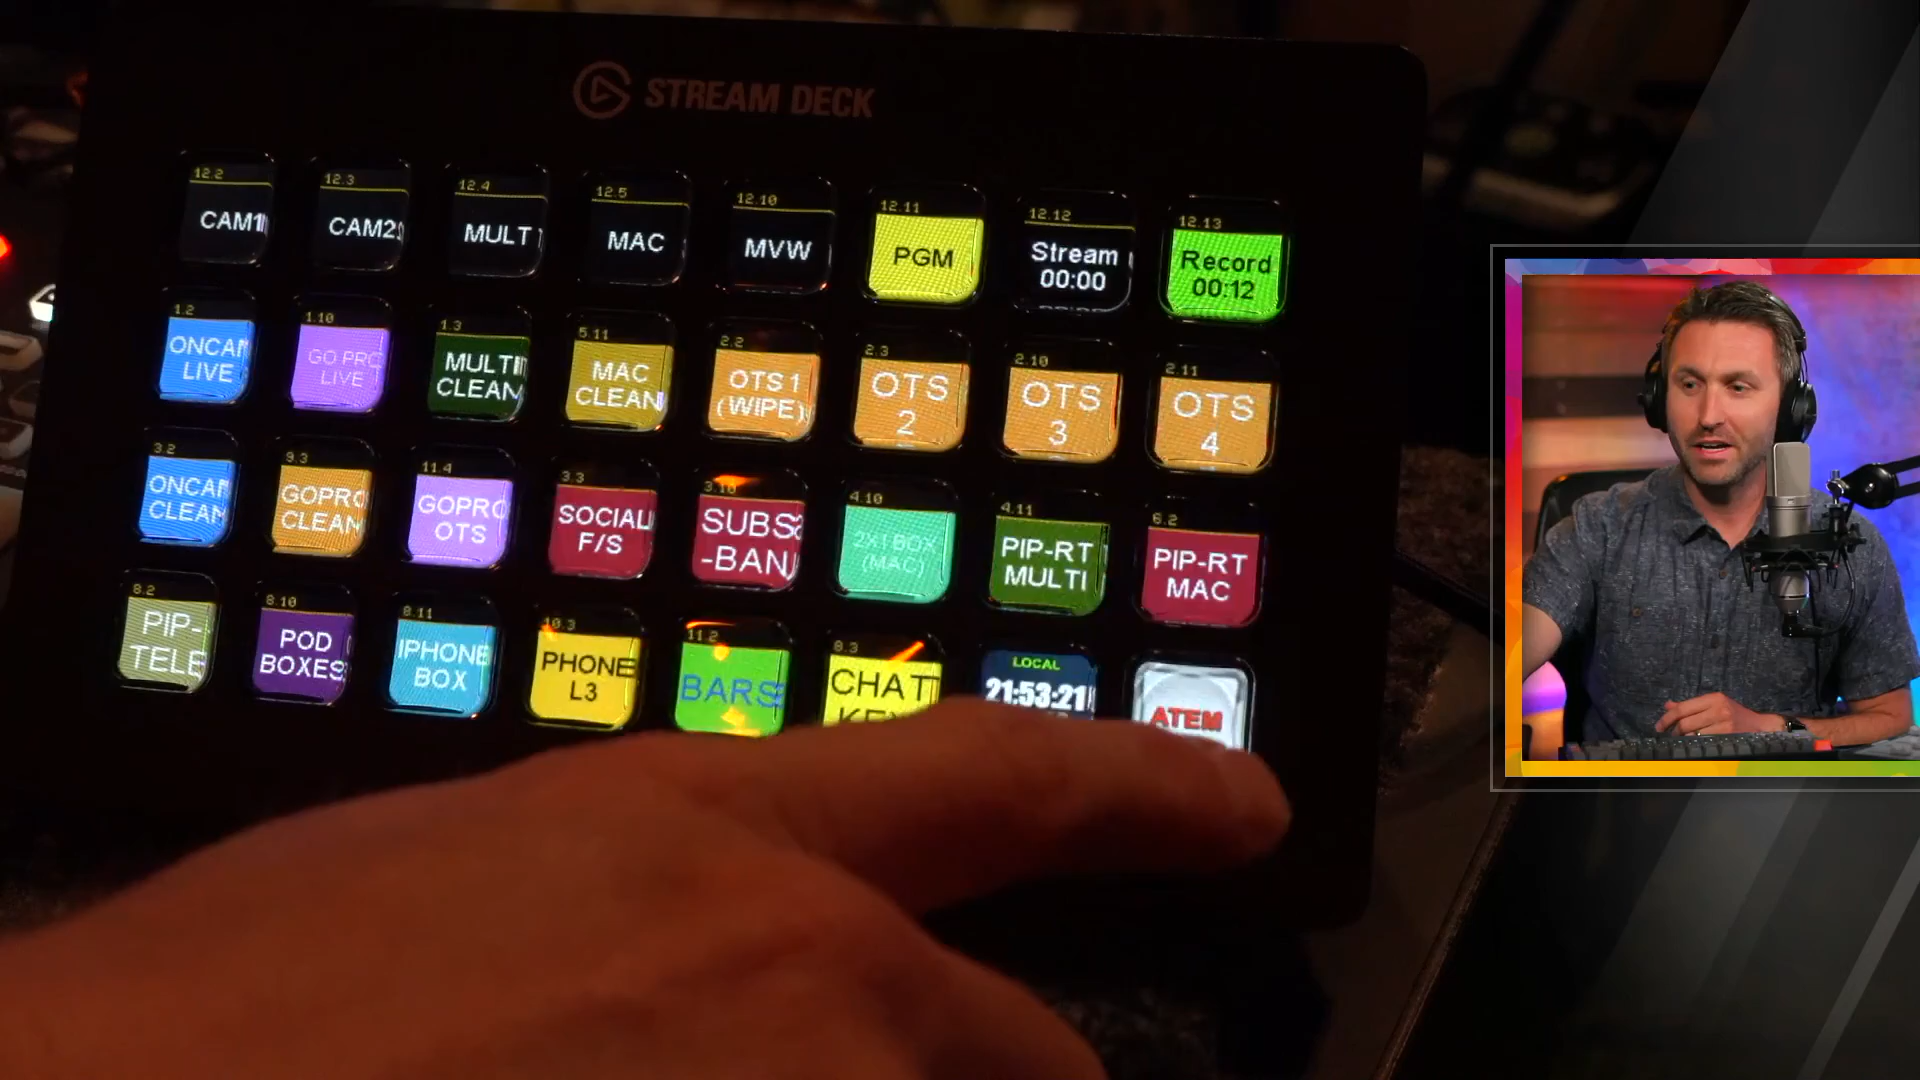 STREAM DECK
12.2
CAM1
12.3
CAM2
12.4
MULT
12.5
MAC
12.10
MVW
12.11
PGM
12.12
Stream
00:00
12.13
Record
00:12
1.2
ONCAM
LIVE
1.10
GO PRO
LIVE
1.3
MULTI
CLEAN
5.11
MAC
CLEAN
2.2
OTS 1
(WIPE)
2.3
OTS
2
2.10
OTS
3
2.11
OTS
4
3.2
ONCAM
CLEAN
9.3
GOPRO
CLEAN
11.4
GOPRO
OTS
3.3
SOCIAL
F/S
3.10
SUBS
-BAN
4.10
2X1 BOX
(MAC)
4.11
PIP-RT
MULTI
6.2
PIP-RT
MAC
8.2
PIP-
TELE
8.10
POD
BOXES
8.11
IPHONE
BOX
10.3
PHONE
L3
11.2
BARS
8.3
CHAT
KEY
LOCAL
21:53:21
ATEM